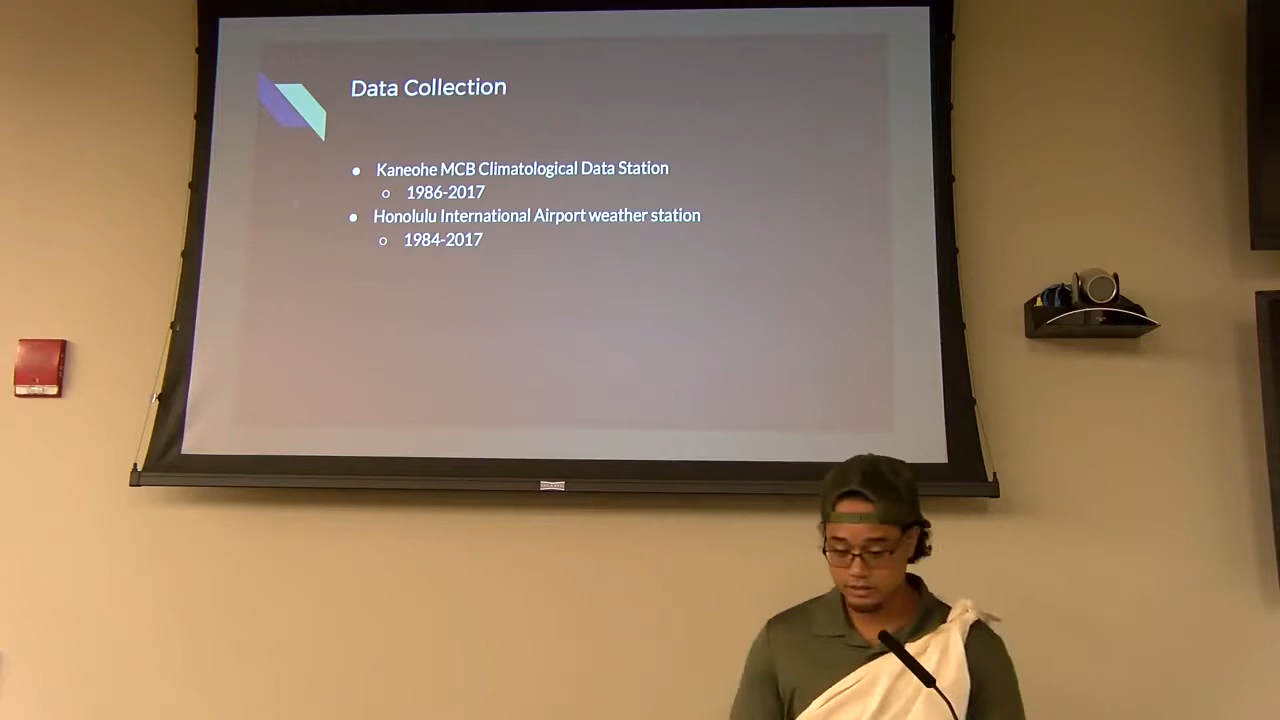 Data Collection
● Kaneohe MCB Climatological Data Station
○ 1986-2017
● Honolulu International Airport weather station
○ 1984-2017